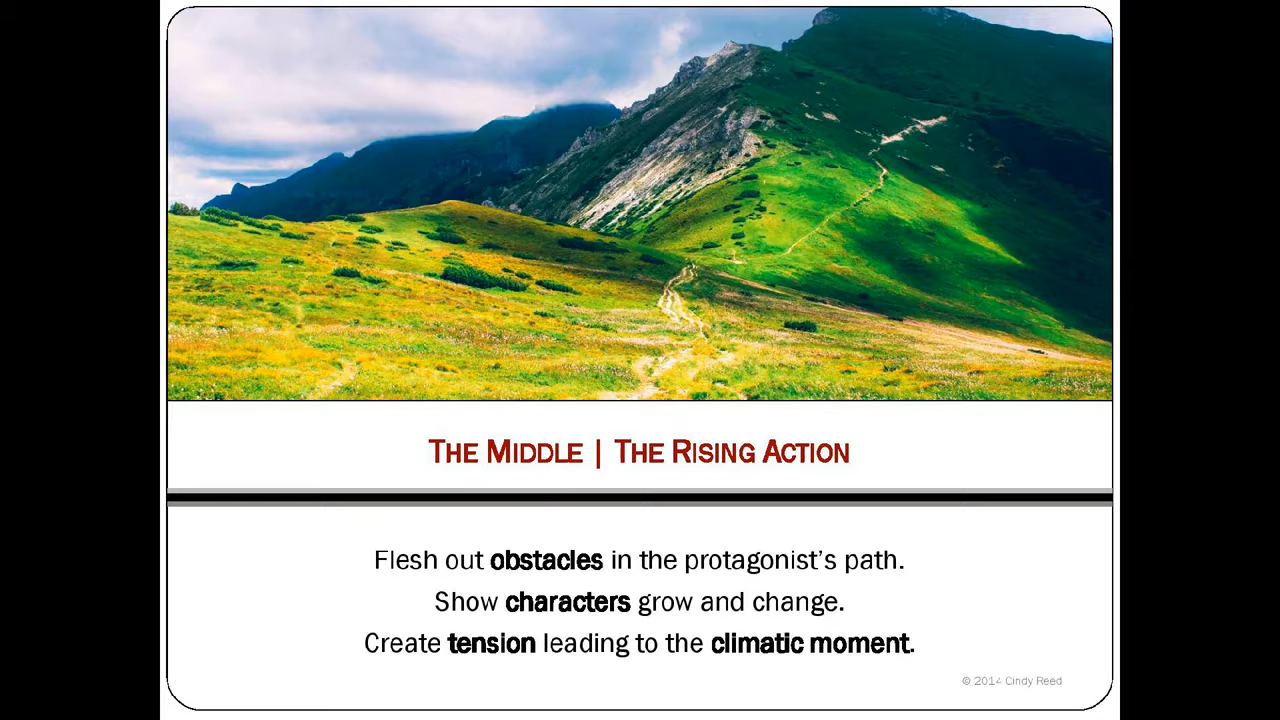 THE MIDDLE | THE RISING ACTION
Flesh out obstacles in the protagonist's path.
Show characters grow and change.
Create tension leading to the climatic moment.
© 2014 Cindy Reed